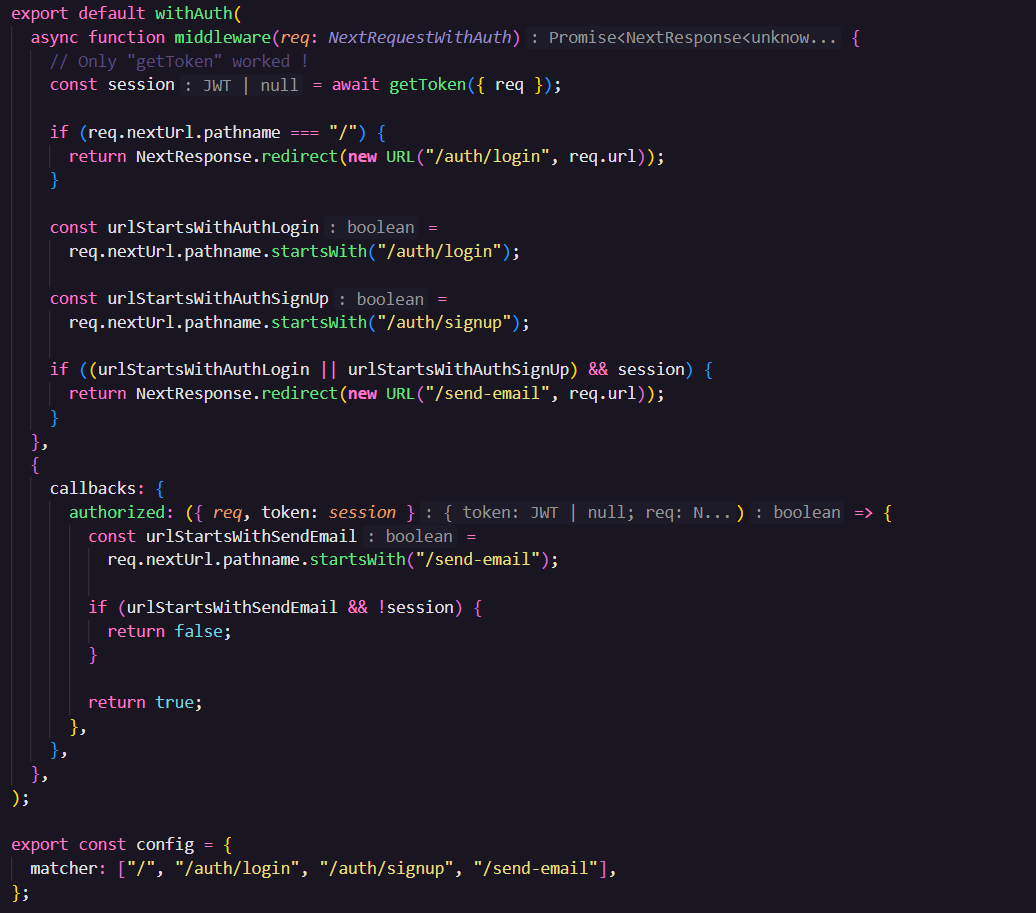 export default withAuth(
async function middleware(req: NextRequestWithAuth) : Promise<NextResponse<unknow... {
// Only "getToken" worked !
const session : JWT | null = await getToken({ req });
if (req.nextUrl.pathname === "/") {
return NextResponse.redirect(new URL("/auth/login", req.url));
}
const urlStartsWithAuthLogin : boolean =
req.nextUrl.pathname.startsWith("/auth/login");
const urlStartsWithAuthSignUp : boolean =
req.nextUrl.pathname.startsWith("/auth/signup");
if ((urlStartsWithAuthLogin || urlStartsWithAuthSignUp) && session) {
return NextResponse.redirect(new URL("/send-email", req.url));
}
},
{
callbacks: {
authorized: ({ req, token: session } : { token: JWT | null; req: N... ) : boolean => {
const urlStartsWithSendEmail : boolean =
req.nextUrl.pathname.startsWith("/send-email");
if (urlStartsWithSendEmail && !session) {
return false;
}
return true;
},
},
},
);
export const config = {
matcher: ["/", "/auth/login", "/auth/signup", "/send-email"],
};